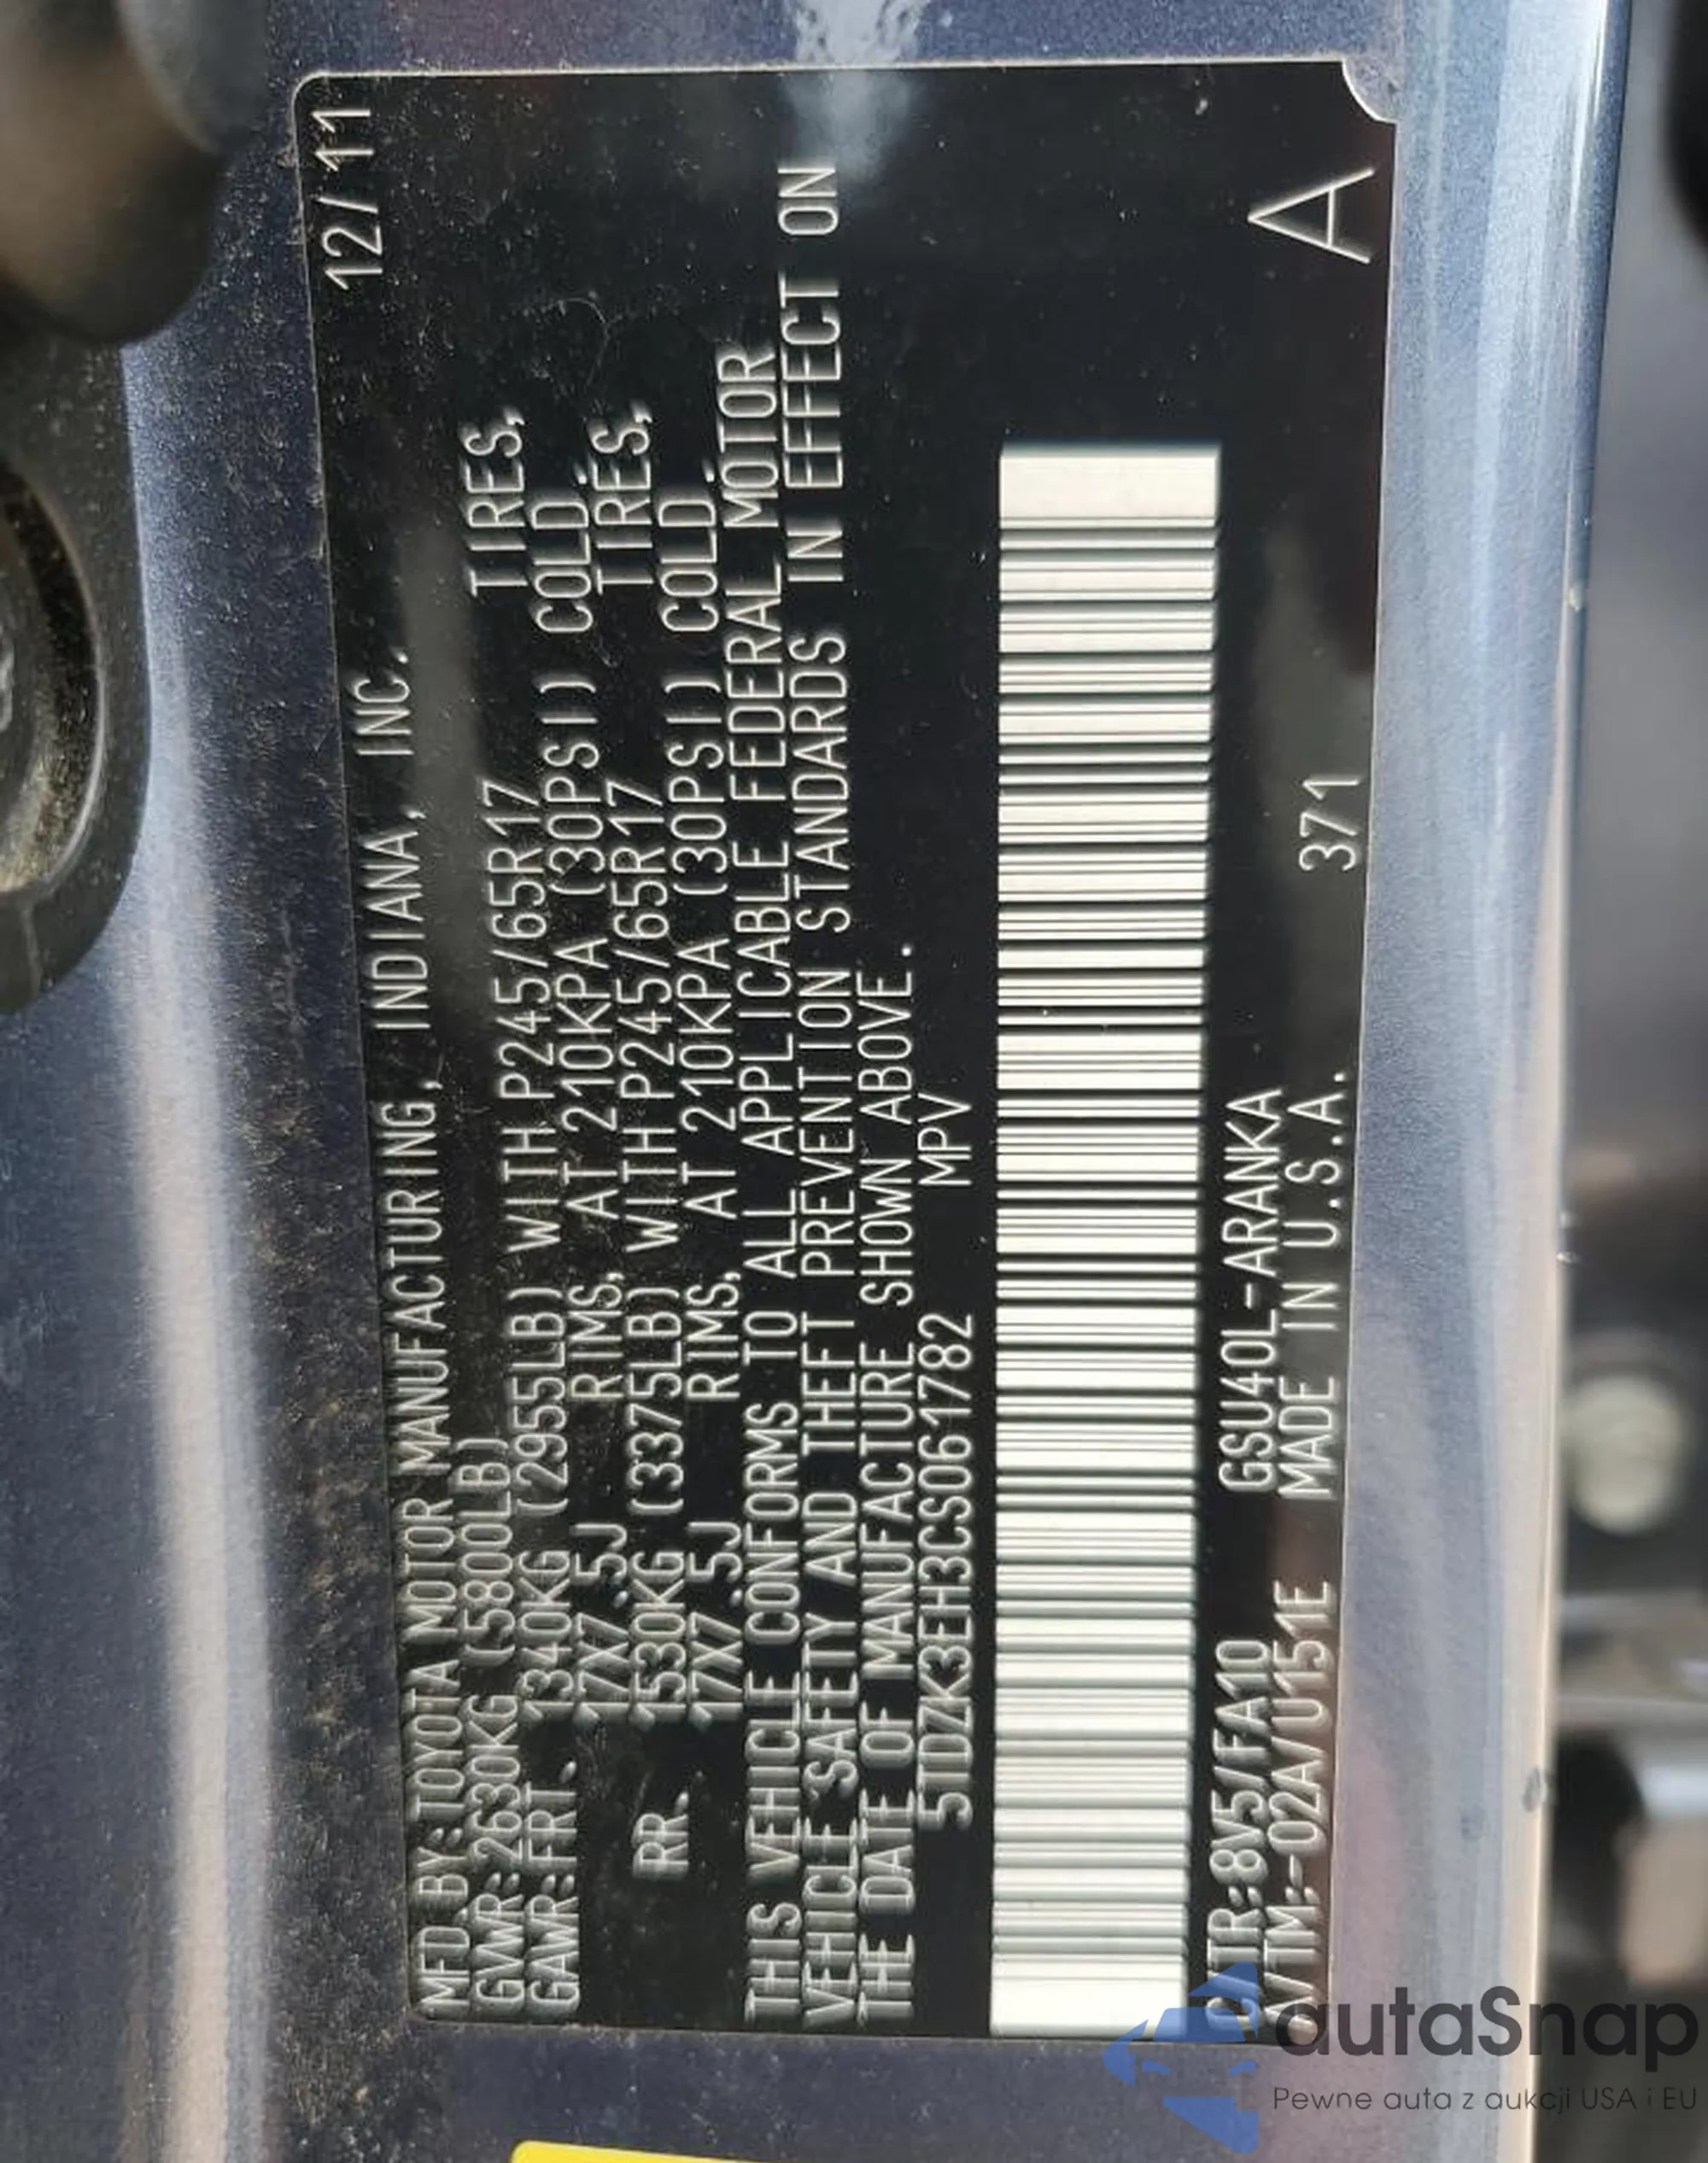 12/11
MFD.BY:TOYOTA MOTOR MANUFACTURING, INDIANA, INC.
GVWR:2630KG (5800LB)
GAWR:FRT. 1340KG (2955LB) WITH P245/65R17 TIRES,
17X7.5J RIMS, AT 210KPA (30PSI) COLD.
RR. 1530KG (3375LB) WITH P245/65R17 TIRES,
17X7.5J RIMS, AT 210KPA (30PSI) COLD.
THIS VEHICLE CONFORMS TO ALL APPLICABLE FEDERAL MOTOR
VEHICLE SAFETY AND THEFT PREVENTION STANDARDS IN EFFECT ON
THE DATE OF MANUFACTURE SHOWN ABOVE.
5TDZK3EH3CS061782 MPV
C/TR:8V5/FA10 GSU40L-ARANKA
A/TM:-02A/U151E MADE IN U.S.A. 371
A
autaSnap
Pewne auta z aukcji USA i EU